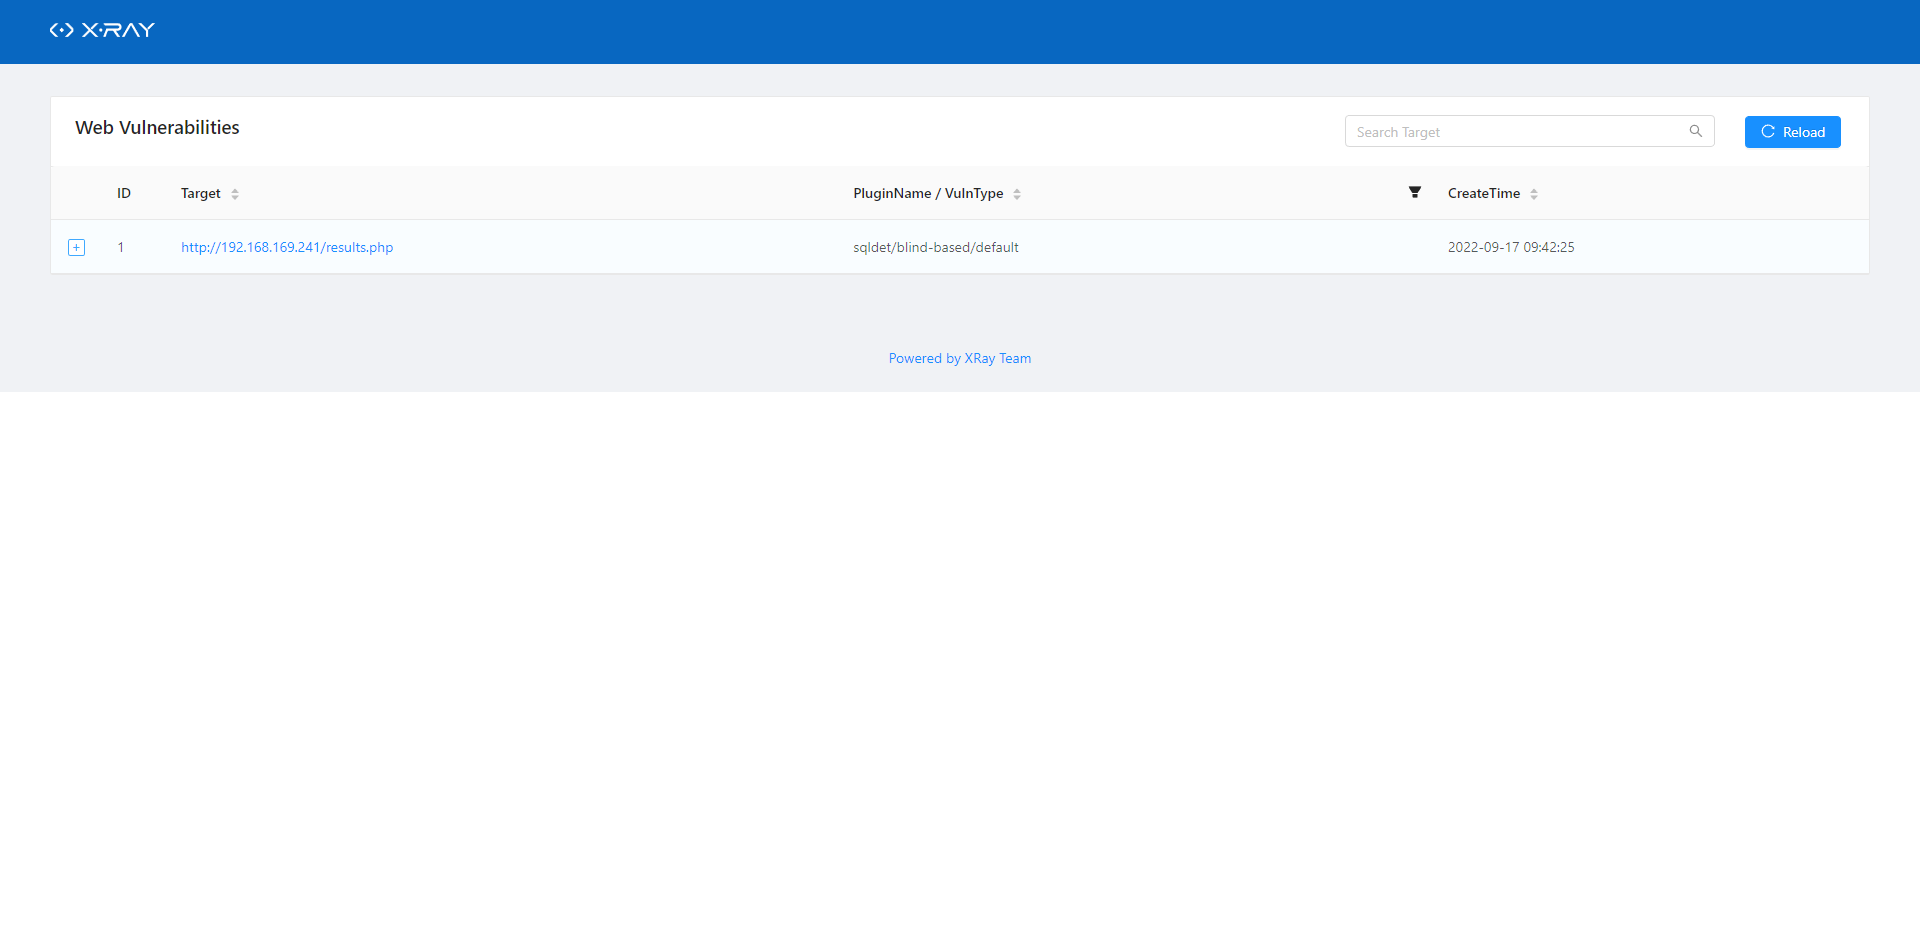 X-RAY
Web Vulnerabilities
Search Target
Reload
ID Target PluginName / VulnType CreateTime
1 http://192.168.169.241/results.php sqldet/blind-based/default 2022-09-17 09:42:25
Powered by XRay Team